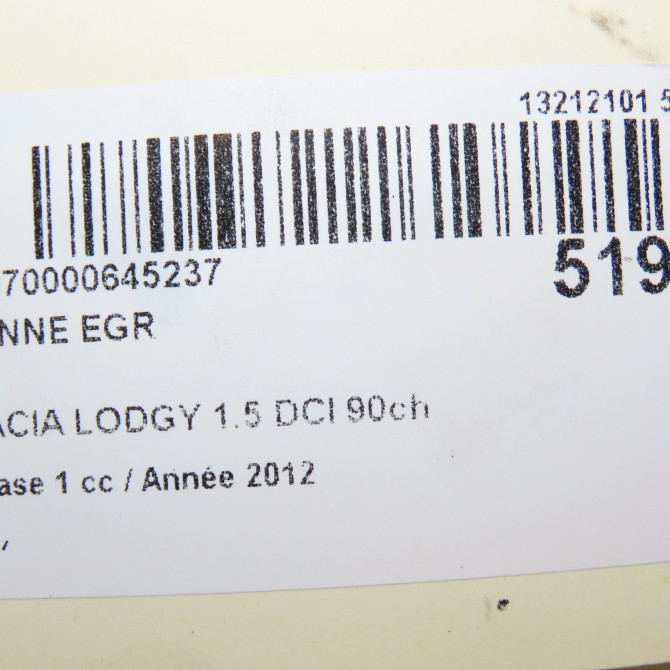 13212101 5
70000645237
519
NNE EGR
ACIA LODGY 1.5 DCI 90ch
ase 1 cc / Année 2012
,